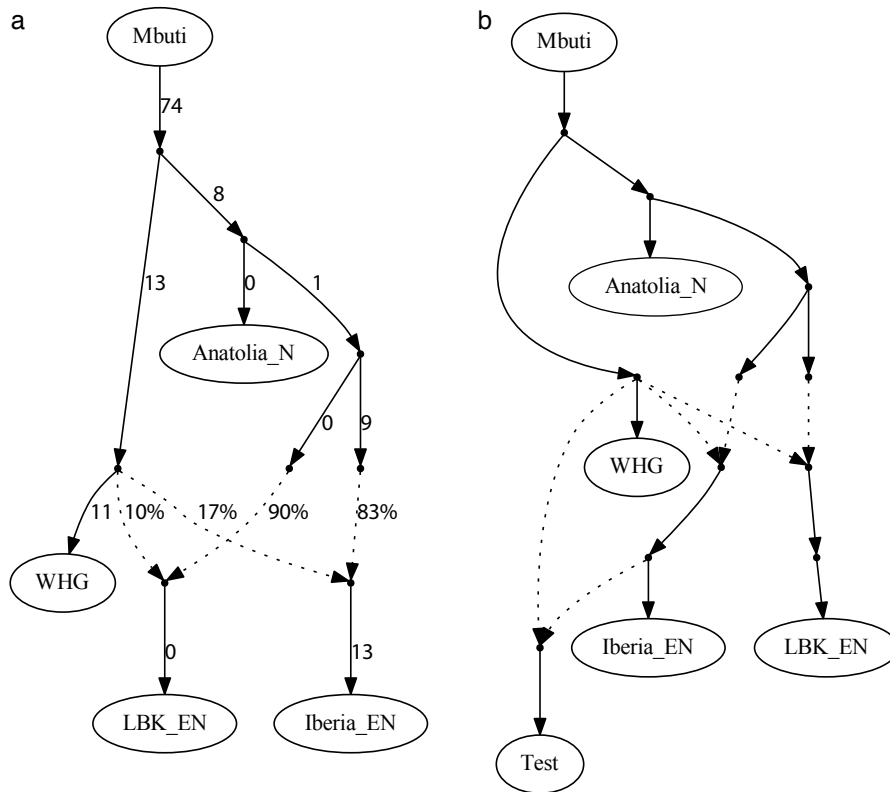 a
Mbuti
74
8
13
0
1
Anatolia_N
0
9
11
10%
17%
90%
83%
WHG
0
13
LBK_EN
Iberia_EN
b
Mbuti
Anatolia_N
WHG
Iberia_EN
LBK_EN
Test